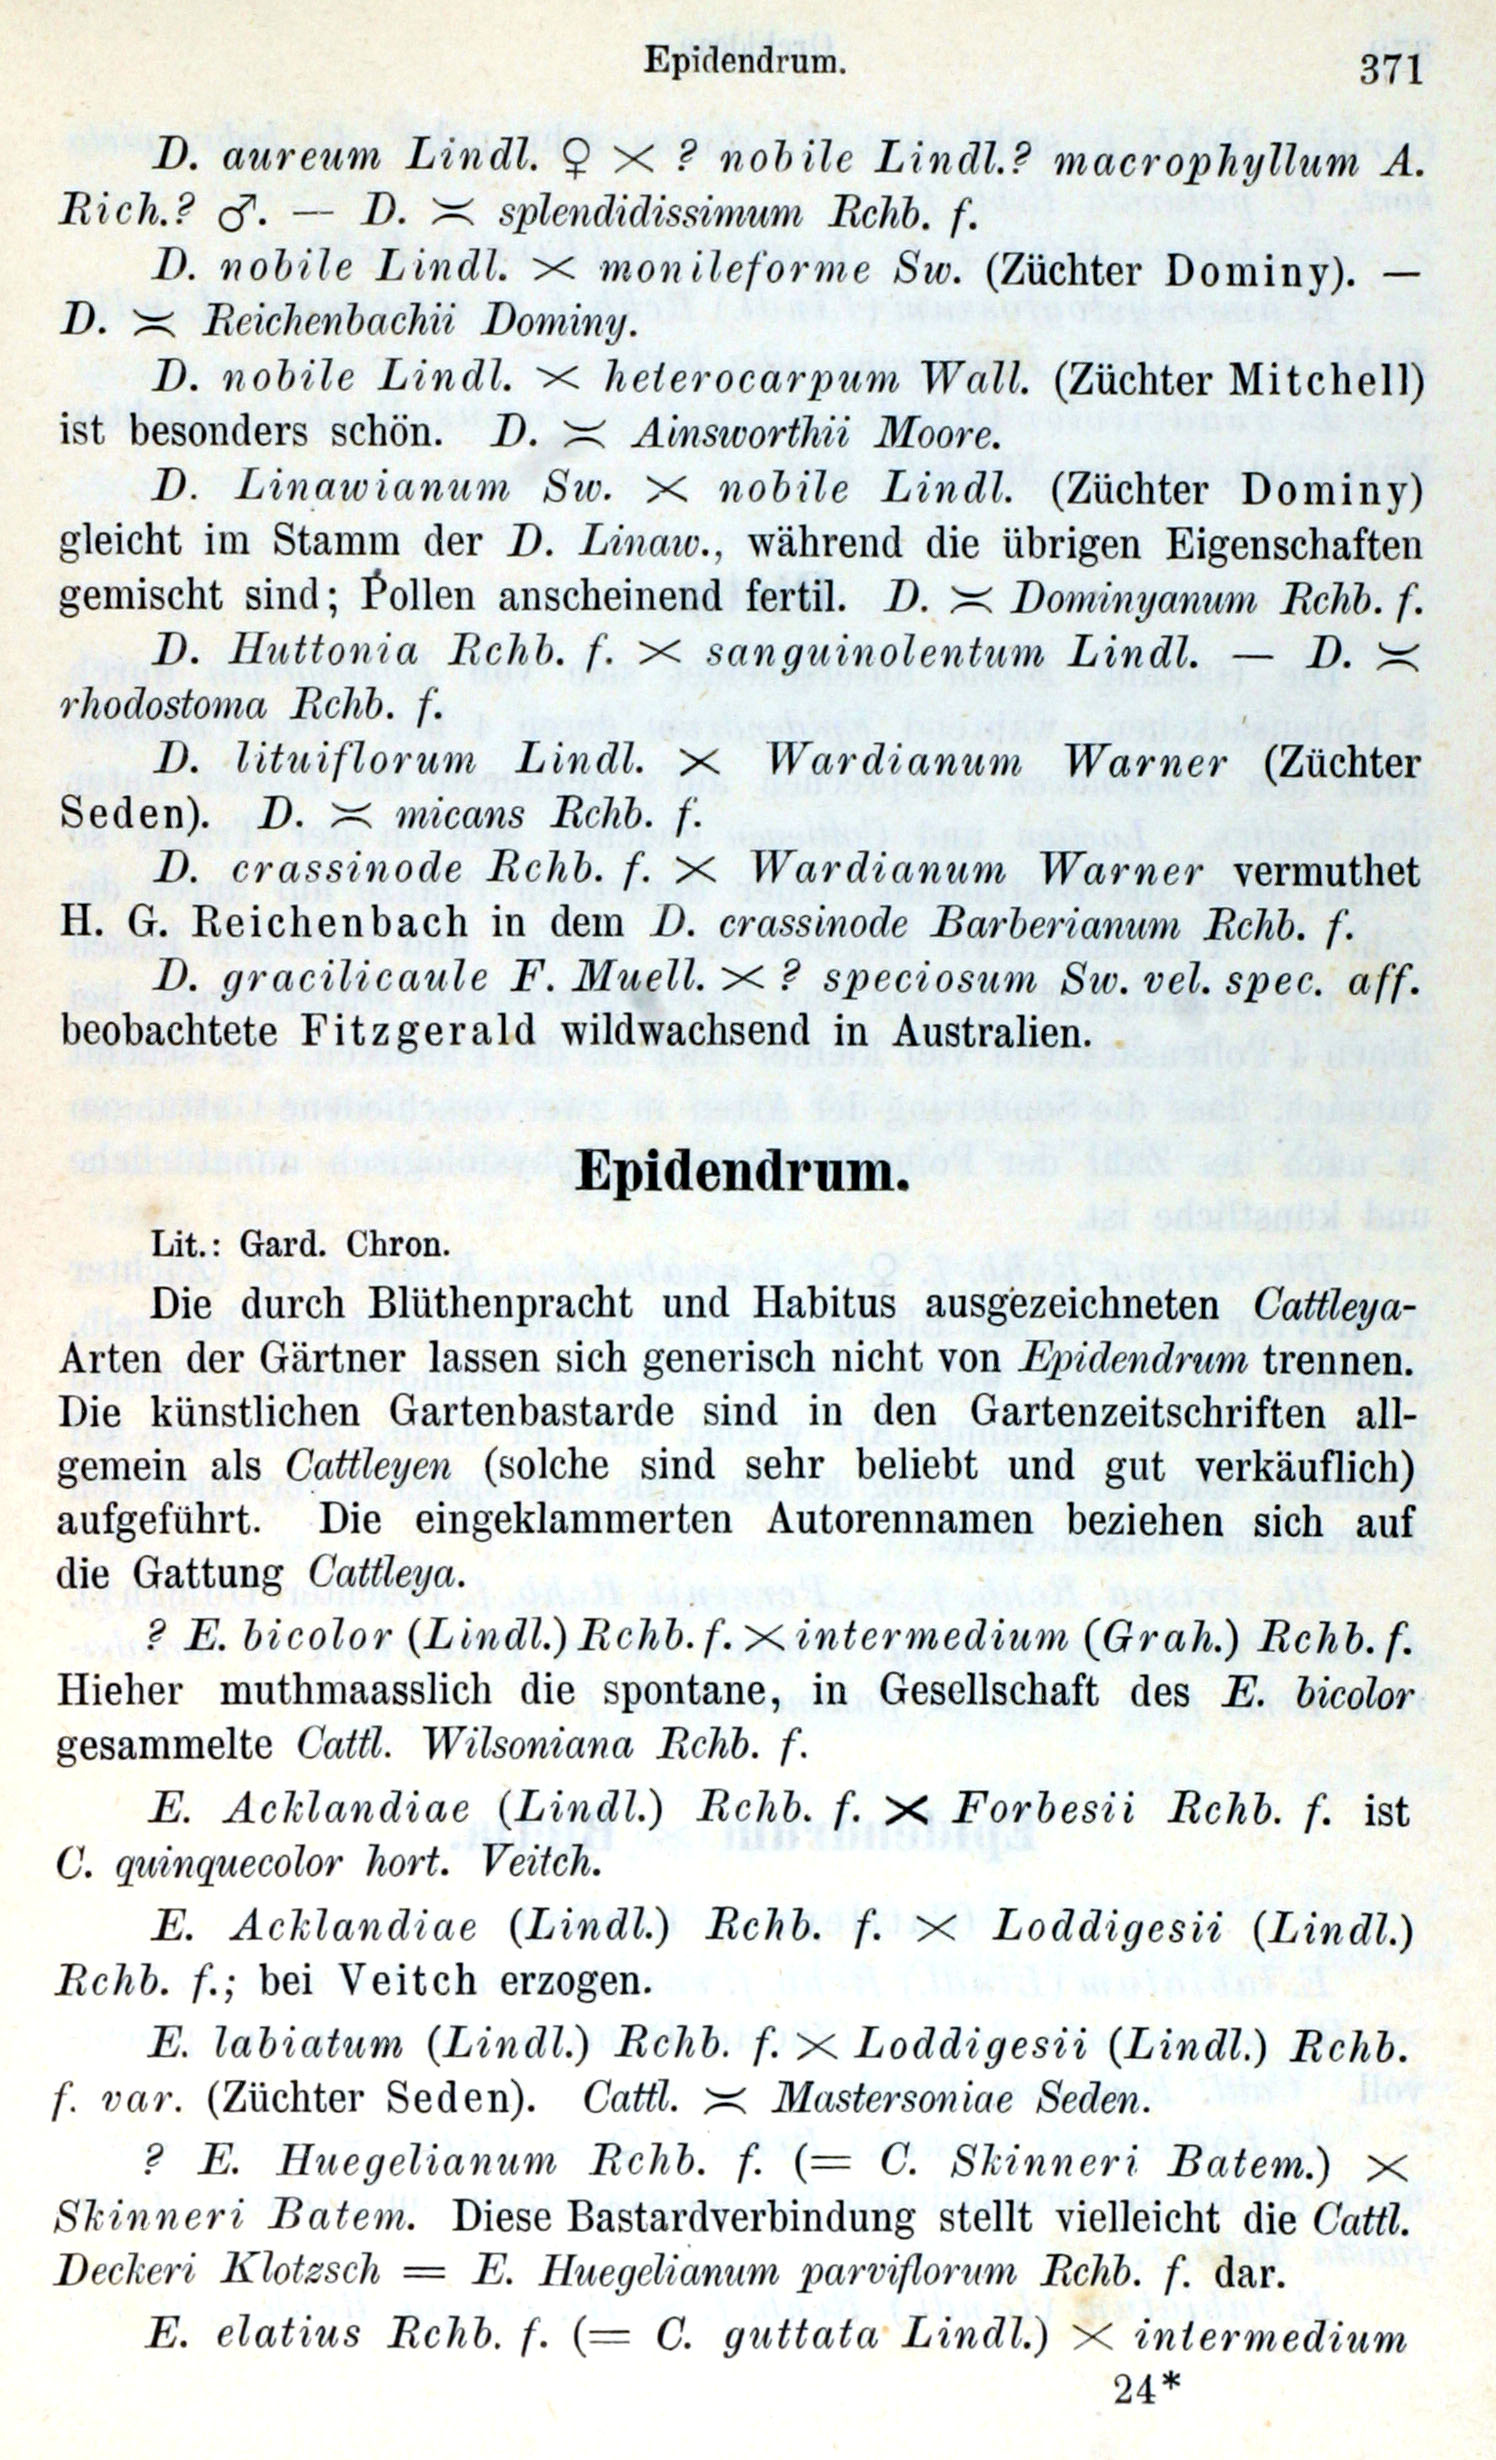 Epidendrum. 371
D. aureum Lindl. ♀ × ? nobile Lindl.? macrophyllum A.
Rich.? ♂. — D. ≍ splendidissimum Rchb. f.
D. nobile Lindl. × monileforme Sw. (Züchter Dominy). —
D. ≍ Reichenbachii Dominy.
D. nobile Lindl. × heterocarpum Wall. (Züchter Mitchell)
ist besonders schön. D. ≍ Ainsworthii Moore.
D. Linawianum Sw. × nobile Lindl. (Züchter Dominy)
gleicht im Stamm der D. Linaw., während die übrigen Eigenschaften
gemischt sind; Pollen anscheinend fertil. D. ≍ Dominyanum Rchb. f.
D. Huttonia Rchb. f. × sanguinolentum Lindl. — D. ≍
rhodostoma Rchb. f.
D. lituiflorum Lindl. × Wardianum Warner (Züchter
Seden). D. ≍ micans Rchb. f.
D. crassinode Rchb. f. × Wardianum Warner vermuthet
H. G. Reichenbach in dem D. crassinode Barberianum Rchb. f.
D. gracilicaule F. Muell. × ? speciosum Sw. vel. spec. aff.
beobachtete Fitzgerald wildwachsend in Australien.
Epidendrum.
Lit.: Gard. Chron.
Die durch Blüthenpracht und Habitus ausgezeichneten Cattleya-
Arten der Gärtner lassen sich generisch nicht von Epidendrum trennen.
Die künstlichen Gartenbastarde sind in den Gartenzeitschriften all-
gemein als Cattleyen (solche sind sehr beliebt und gut verkäuflich)
aufgeführt. Die eingeklammerten Autorennamen beziehen sich auf
die Gattung Cattleya.
? E. bicolor (Lindl.) Rchb. f. × intermedium (Grah.) Rchb. f.
Hieher muthmaasslich die spontane, in Gesellschaft des E. bicolor
gesammelte Cattl. Wilsoniana Rchb. f.
E. Acklandiae (Lindl.) Rchb. f. × Forbesii Rchb. f. ist
C. quinquecolor hort. Veitch.
E. Acklandiae (Lindl.) Rchb. f. × Loddigesii (Lindl.)
Rchb. f.; bei Veitch erzogen.
E. labiatum (Lindl.) Rchb. f. × Loddigesii (Lindl.) Rchb.
f. var. (Züchter Seden). Cattl. ≍ Mastersoniae Seden.
? E. Huegelianum Rchb. f. (= C. Skinneri Batem.) ×
Skinneri Batem. Diese Bastardverbindung stellt vielleicht die Cattl.
Deckeri Klotzsch = E. Huegelianum parviflorum Rchb. f. dar.
E. elatius Rchb. f. (= C. guttata Lindl.) × intermedium
24*